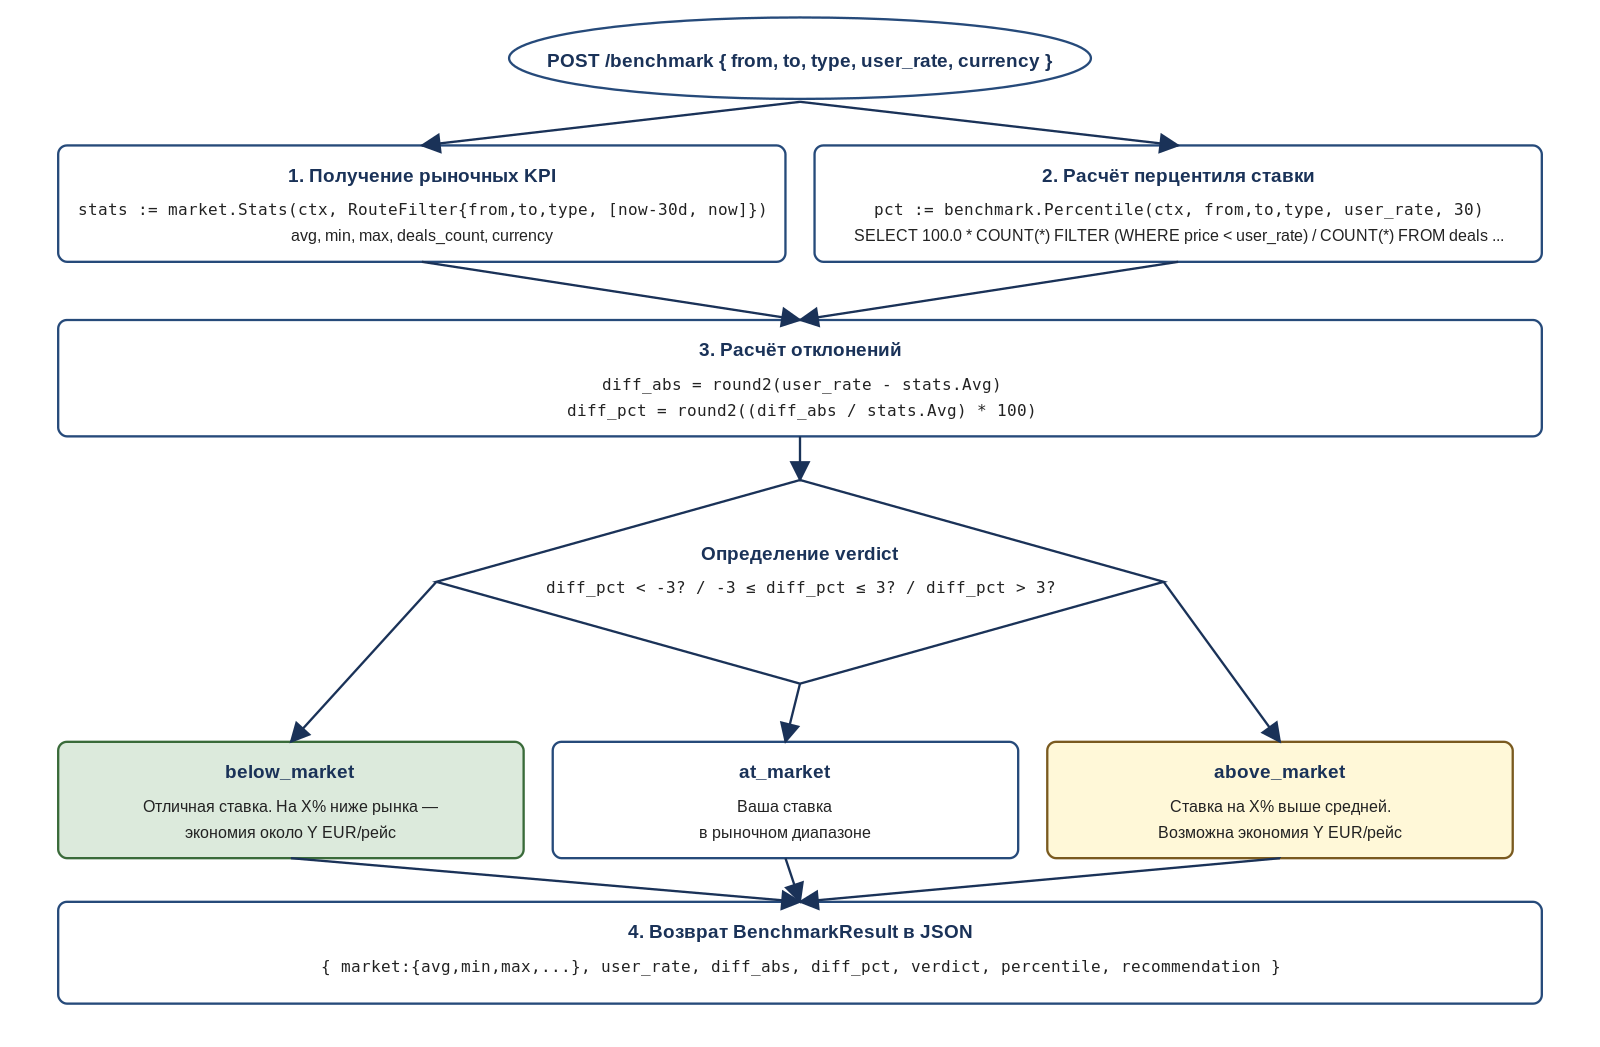 POST /benchmark { from, to, type, user_rate, currency }
1. Получение рыночных KPI
stats := market.Stats(ctx, RouteFilter{from,to,type, [now-30d, now]})
avg, min, max, deals_count, currency
2. Расчёт перцентиля ставки
pct := benchmark.Percentile(ctx, from,to,type, user_rate, 30)
SELECT 100.0 * COUNT(*) FILTER (WHERE price < user_rate) / COUNT(*) FROM deals ...
3. Расчёт отклонений
diff_abs = round2(user_rate - stats.Avg)
diff_pct = round2((diff_abs / stats.Avg) * 100)
Определение verdict
diff_pct < -3? / -3 ≤ diff_pct ≤ 3? / diff_pct > 3?
below_market
Отличная ставка. На X% ниже рынка —
экономия около Y EUR/рейс
at_market
Ваша ставка
в рыночном диапазоне
above_market
Ставка на X% выше средней.
Возможна экономия Y EUR/рейс
4. Возврат BenchmarkResult в JSON
{ market:{avg,min,max,...}, user_rate, diff_abs, diff_pct, verdict, percentile, recommendation }